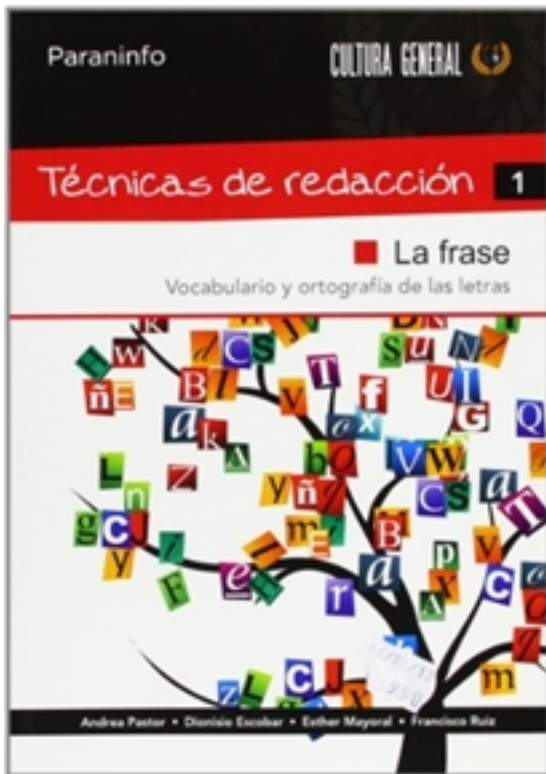 Paraninfo
CULTURA GENERAL
Técnicas de redacción 1
La frase
Vocabulario y ortografía de las letras
Andrea Pastor • Dionisio Escobar • Esther Mayoral • Francisco Ruiz